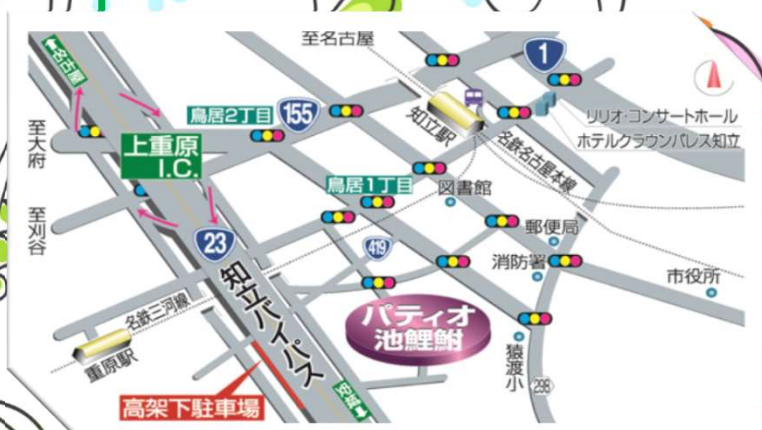 至名古屋
1
名古屋
鳥居2丁目
155
リリオ・コンサートホール
ホテルクラウンパレス知立
知立駅
至大府
上重原
I.C.
名鉄名古屋本線
鳥居1丁目
図書館
至刈谷
23
419
郵便局
消防署
市役所
知立バイパス
名鉄三河線
パティオ
池鯉鮒
重原駅
猿渡小
298
高架下駐車場